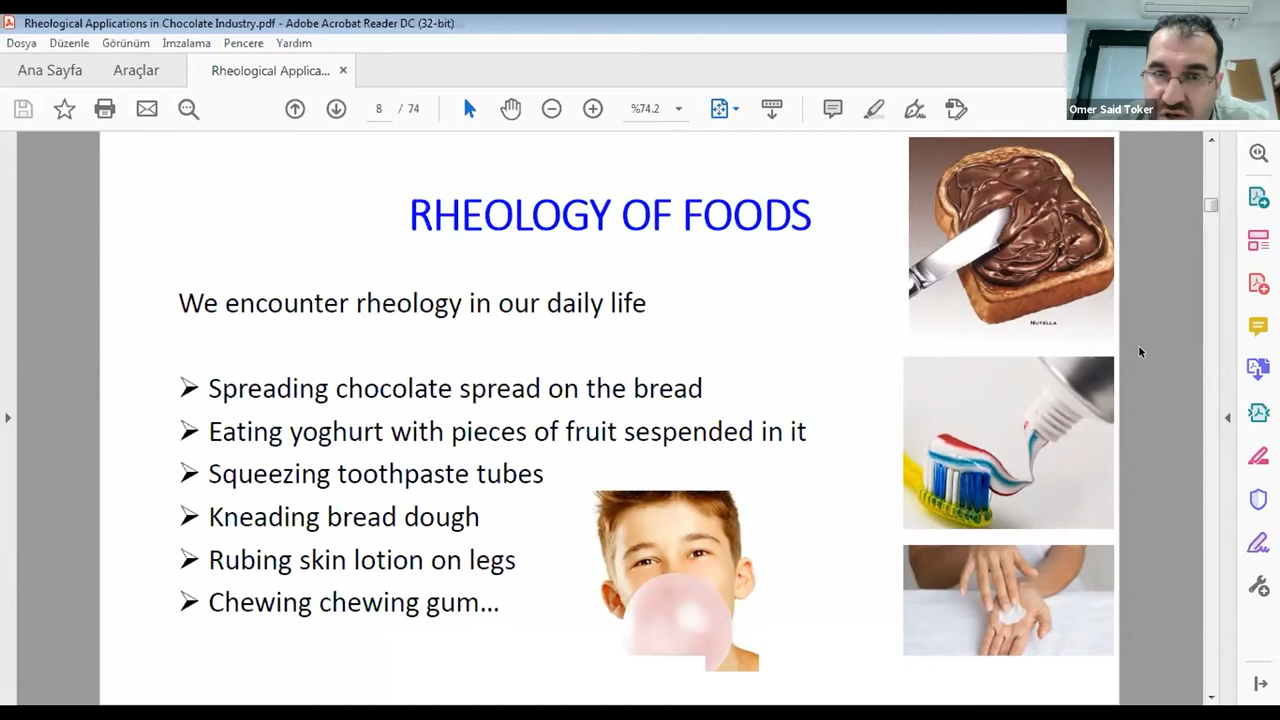 Rheological Applications in Chocolate Industry.pdf - Adobe Acrobat Reader DC (32-bit)
Dosya Düzenle Görünüm İmzalama Pencere Yardım
Ana Sayfa Araçlar Rheological Applica... ×
8 / 74 %74.2
Omer Said Toker
RHEOLOGY OF FOODS
NUTELLA
We encounter rheology in our daily life
➢ Spreading chocolate spread on the bread
➢ Eating yoghurt with pieces of fruit sespended in it
➢ Squeezing toothpaste tubes
➢ Kneading bread dough
➢ Rubing skin lotion on legs
➢ Chewing chewing gum...